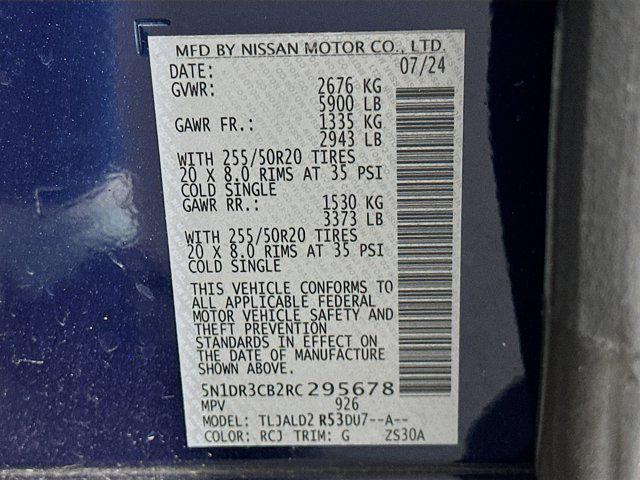 MFD BY NISSAN MOTOR CO., LTD.
DATE: 07/24
GVWR: 2676 KG
5900 LB
GAWR FR.: 1335 KG
2943 LB
WITH 255/50R20 TIRES
20 X 8.0 RIMS AT 35 PSI
COLD SINGLE
GAWR RR.: 1530 KG
3373 LB
WITH 255/50R20 TIRES
20 X 8.0 RIMS AT 35 PSI
COLD SINGLE
THIS VEHICLE CONFORMS TO
ALL APPLICABLE FEDERAL
MOTOR VEHICLE SAFETY AND
THEFT PREVENTION
STANDARDS IN EFFECT ON
THE DATE OF MANUFACTURE
SHOWN ABOVE.
5N1DR3CB2RC295678
MPV 926
MODEL: TLJALD2 R53DU7--A--
COLOR: RCJ TRIM: G ZS30A